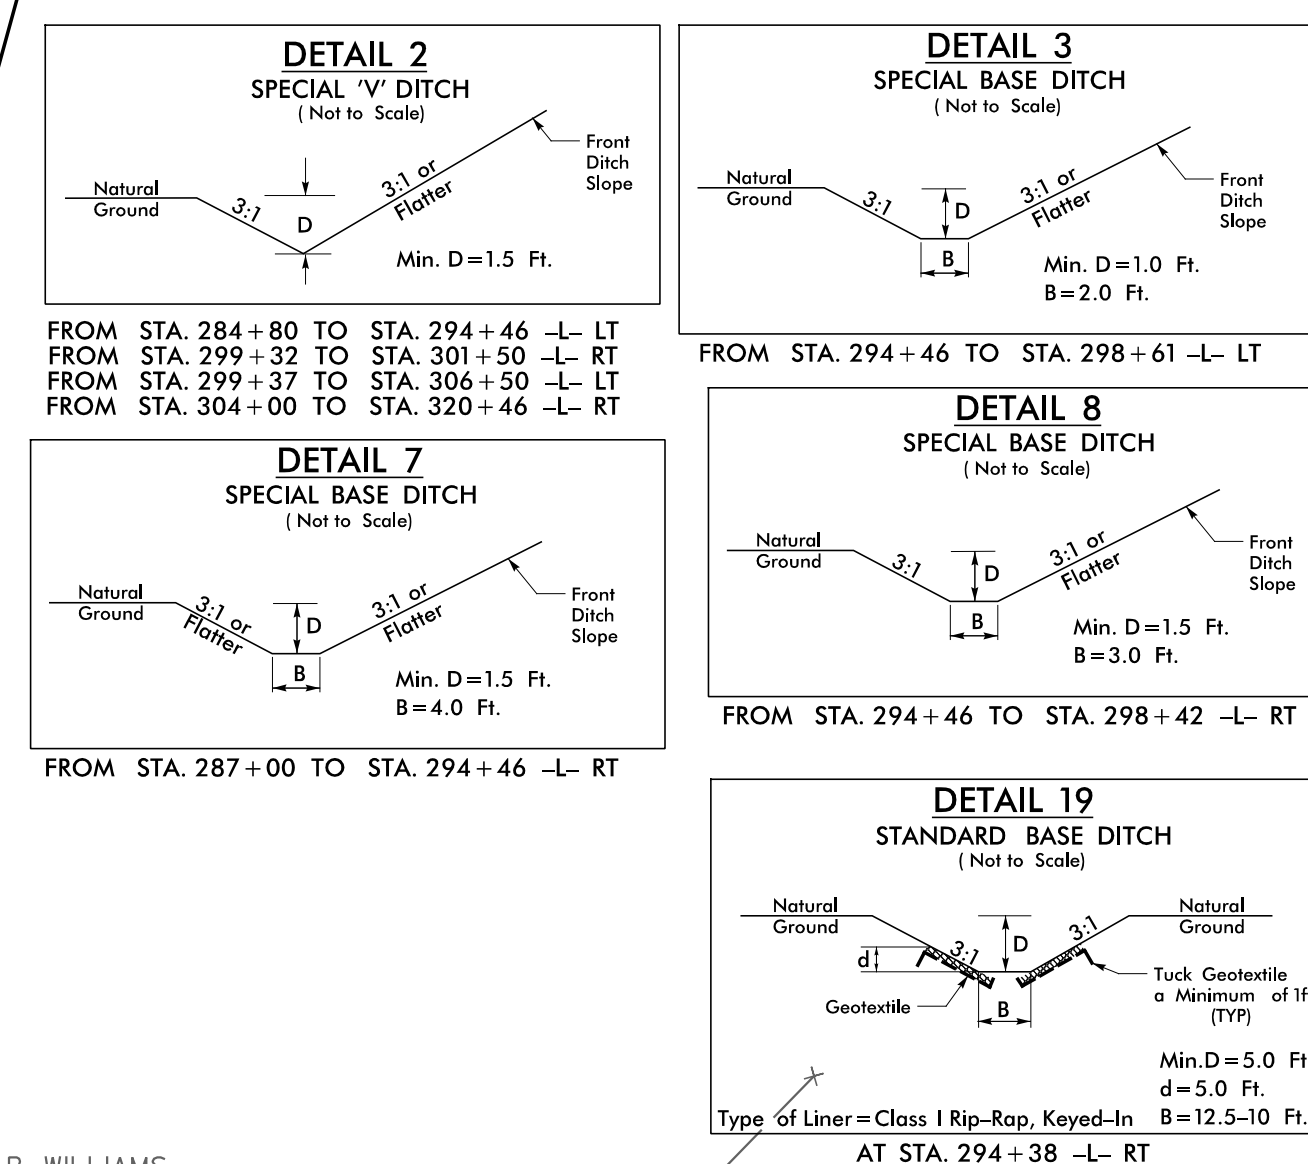 DETAIL 2
SPECIAL 'V' DITCH
( Not to Scale)
Natural
Ground
3:1
D
3:1 or
Flatter
Front
Ditch
Slope
Min. D=1.5 Ft.
FROM STA. 284+80 TO STA. 294+46 –L– LT
FROM STA. 299+32 TO STA. 301+50 –L– RT
FROM STA. 299+37 TO STA. 306+50 –L– LT
FROM STA. 304+00 TO STA. 320+46 –L– RT
DETAIL 3
SPECIAL BASE DITCH
( Not to Scale)
Natural
Ground
3:1
D
B
3:1 or
Flatter
Front
Ditch
Slope
Min. D=1.0 Ft.
B=2.0 Ft.
FROM STA. 294+46 TO STA. 298+61 –L– LT
DETAIL 7
SPECIAL BASE DITCH
( Not to Scale)
Natural
Ground
3:1 or
Flatter
D
B
3:1 or
Flatter
Front
Ditch
Slope
Min. D=1.5 Ft.
B=4.0 Ft.
FROM STA. 287+00 TO STA. 294+46 –L– RT
DETAIL 8
SPECIAL BASE DITCH
( Not to Scale)
Natural
Ground
3:1
D
B
3:1 or
Flatter
Front
Ditch
Slope
Min. D=1.5 Ft.
B=3.0 Ft.
FROM STA. 294+46 TO STA. 298+42 –L– RT
DETAIL 19
STANDARD BASE DITCH
( Not to Scale)
Natural
Ground
3:1
D
3:1
Natural
Ground
d
Geotextile
B
Tuck Geotextile
a Minimum of 1f
(TYP)
Min.D=5.0 Ft
d=5.0 Ft.
Type of Liner=Class I Rip–Rap, Keyed–In B=12.5–10 Ft.
AT STA. 294+38 –L– RT
WILLIAMS